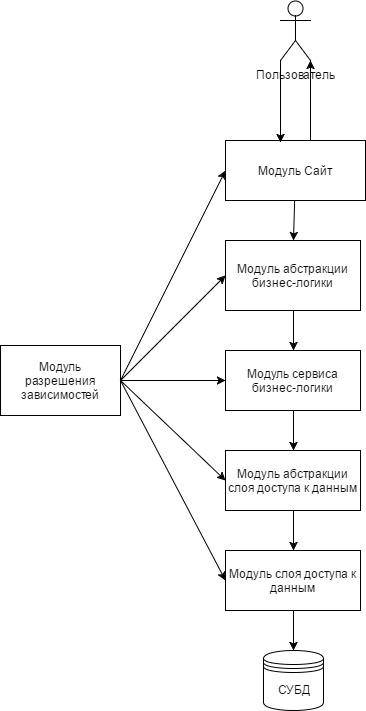 Пользователь
Модуль Сайт
Модуль абстракции
бизнес-логики
Модуль
разрешения
зависимостей
Модуль сервиса
бизнес-логики
Модуль абстракции
слоя доступа к данным
Модуль слоя доступа к
данным
СУБД